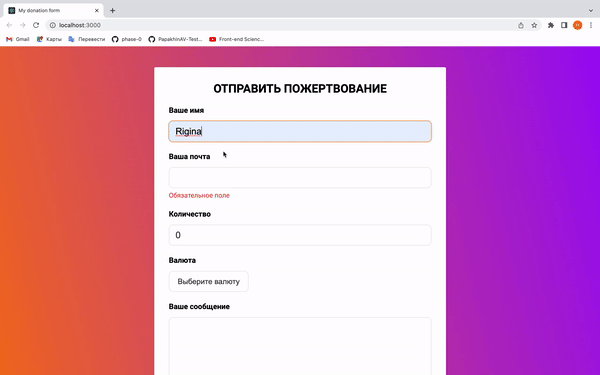 My donation form
localhost:3000
Gmail
Карты
Перевести
phase-0
PapakhinAV-Test...
Front-end Scienc...
ОТПРАВИТЬ ПОЖЕРТВОВАНИЕ
Ваше имя
Rigina
Ваша почта
Обязательное поле
Количество
0
Валюта
Выберите валюту
Ваше сообщение